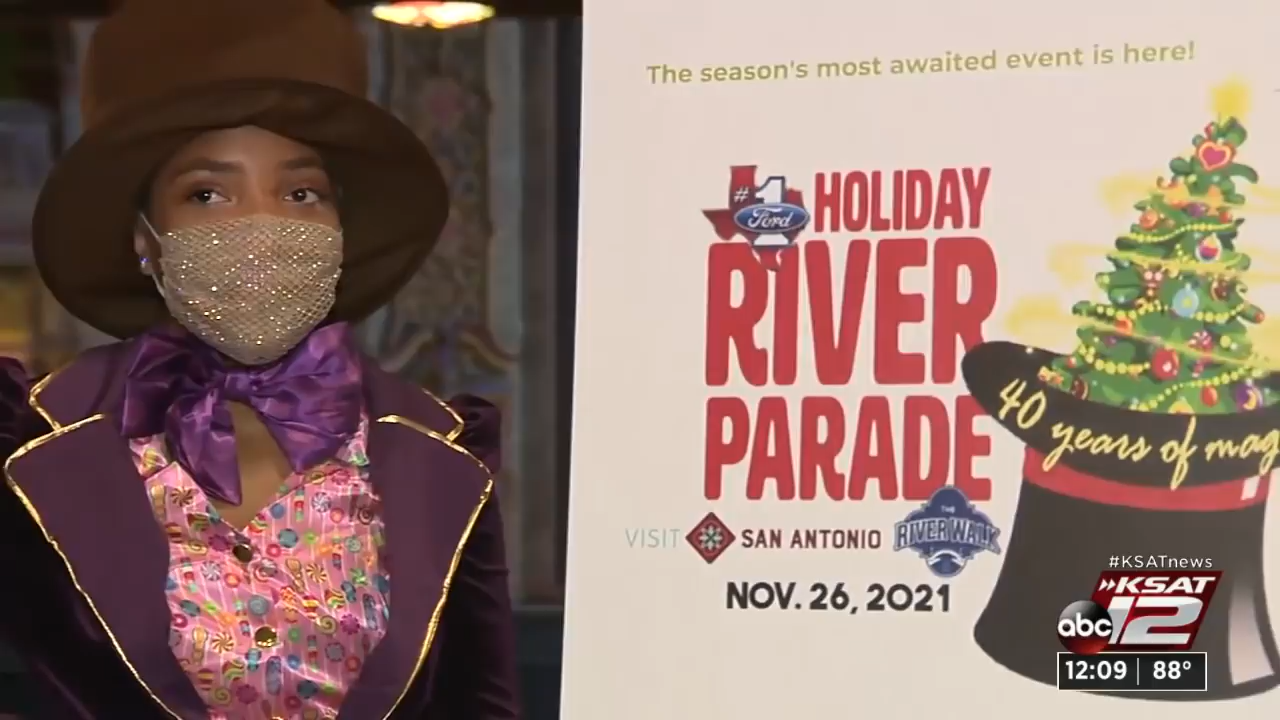 The season's most awaited event is here!
#1
Ford
HOLIDAY
RIVER
PARADE
40 years of mag
VISIT SAN ANTONIO
THE
RIVER WALK
NOV. 26, 2021
#KSATnews
KSAT
abc 12
12:09 88°